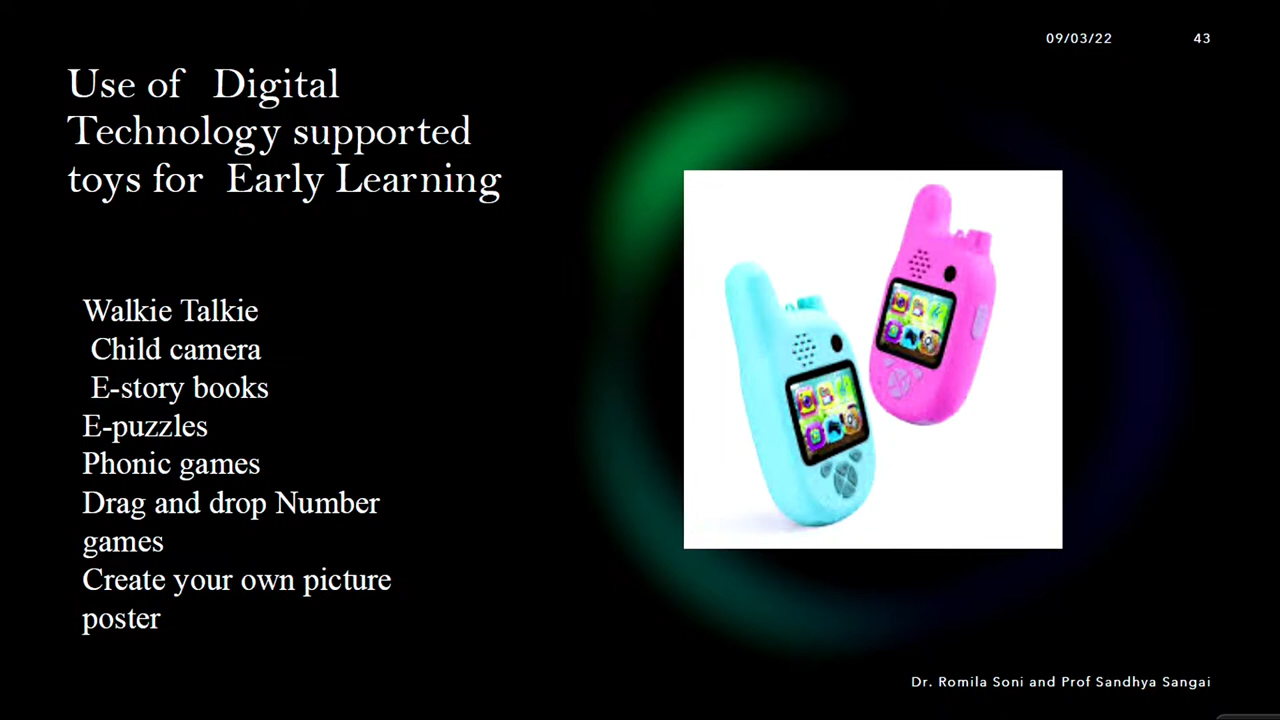 09/03/22
43
Use of Digital
Technology supported
toys for Early Learning
Walkie Talkie
Child camera
E-story books
E-puzzles
Phonic games
Drag and drop Number
games
Create your own picture
poster
Dr. Romila Soni and Prof Sandhya Sangai